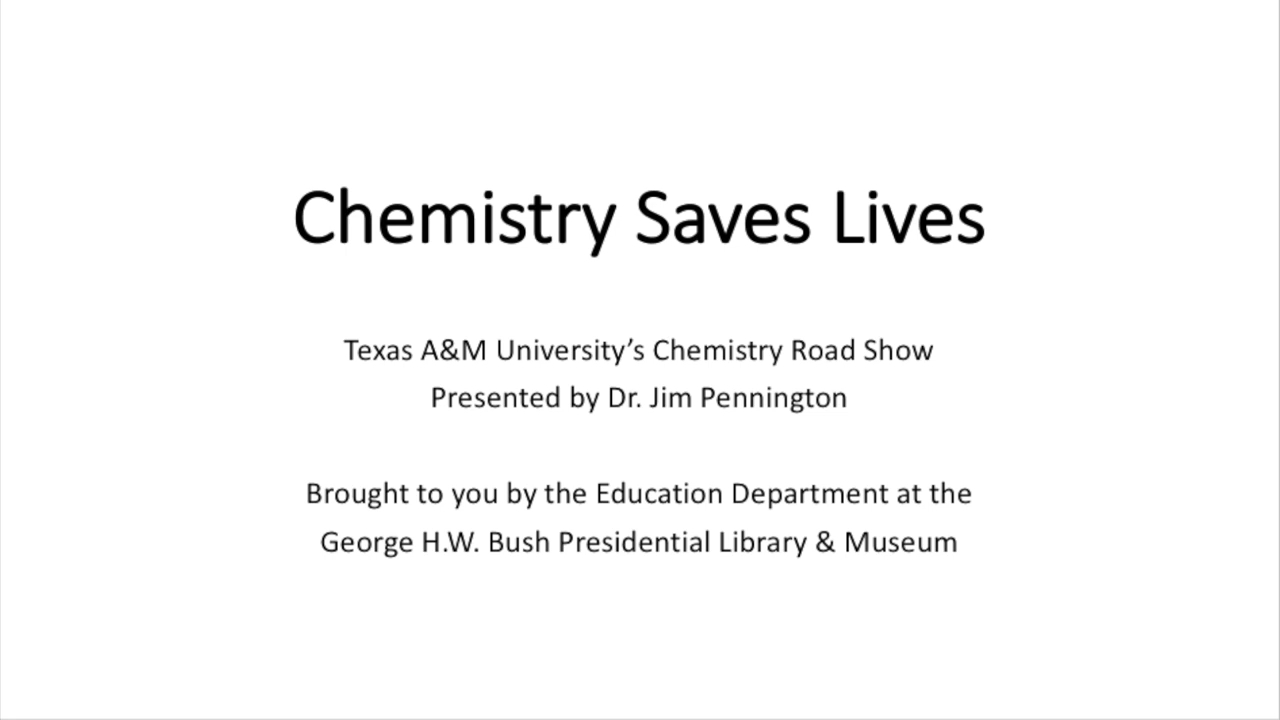 Chemistry Saves Lives
Texas A&M University’s Chemistry Road Show
Presented by Dr. Jim Pennington
Brought to you by the Education Department at the
George H.W. Bush Presidential Library & Museum